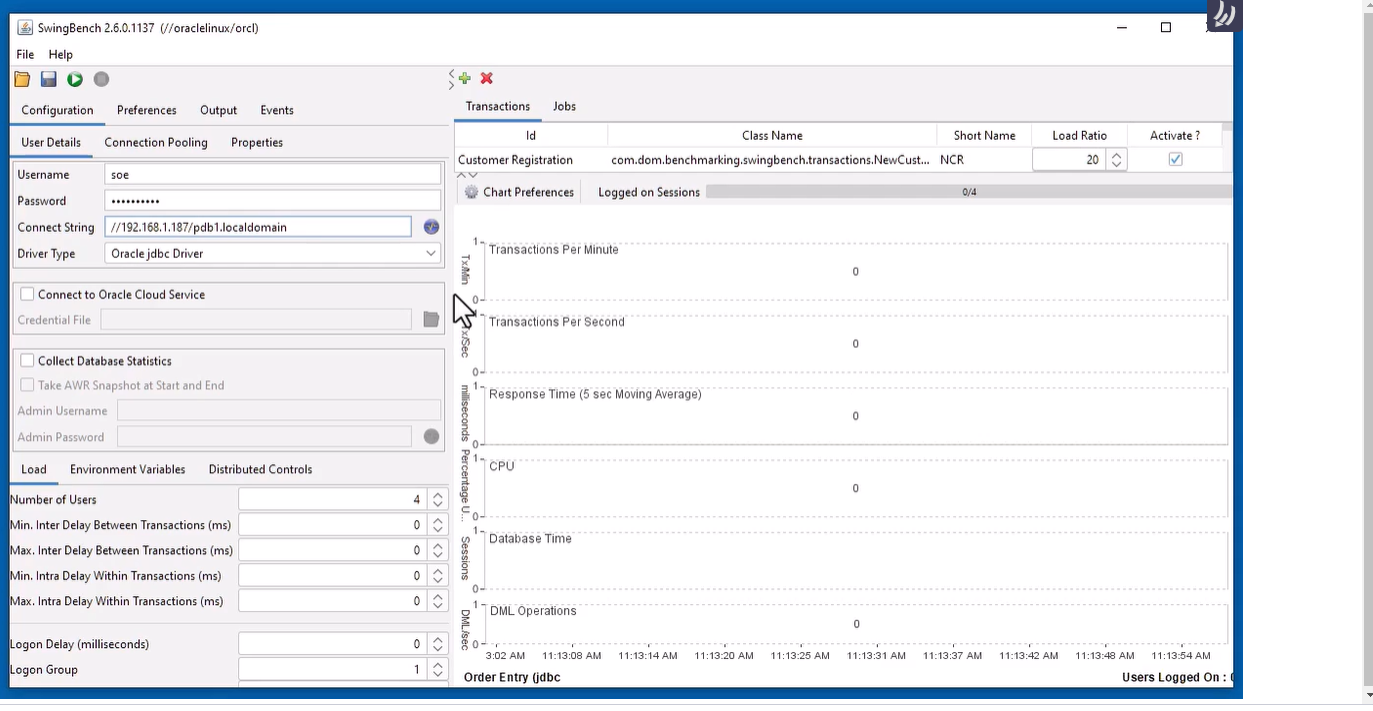 SwingBench 2.6.0.1137 (//oraclelinux/orcl)
File Help
Configuration Preferences Output Events
User Details Connection Pooling Properties
Username soe
Password ••••••••••
Connect String //192.168.1.187/pdb1.localdomain
Driver Type Oracle jdbc Driver
Connect to Oracle Cloud Service
Credential File
Collect Database Statistics
Take AWR Snapshot at Start and End
Admin Username
Admin Password
Load Environment Variables Distributed Controls
Number of Users 4
Min. Inter Delay Between Transactions (ms) 0
Max. Inter Delay Between Transactions (ms) 0
Min. Intra Delay Within Transactions (ms) 0
Max. Intra Delay Within Transactions (ms) 0
Logon Delay (milliseconds) 0
Logon Group 1
Transactions Jobs
Id Class Name Short Name Load Ratio Activate ?
Customer Registration com.dom.benchmarking.swingbench.transactions.NewCust... NCR 20
Chart Preferences Logged on Sessions 0/4
Transactions Per Minute
Tx/Min
1
0
0
Transactions Per Second
Tx/Sec
1
0
0
Response Time (5 sec Moving Average)
milliseconds
1
0
0
CPU
Percentage U...
1
0
0
Database Time
Sessions
1
0
DML Operations
DML/sec
1
0
0
3:02 AM 11:13:08 AM 11:13:14 AM 11:13:20 AM 11:13:25 AM 11:13:31 AM 11:13:37 AM 11:13:42 AM 11:13:48 AM 11:13:54 AM
Order Entry (jdbc Users Logged On :